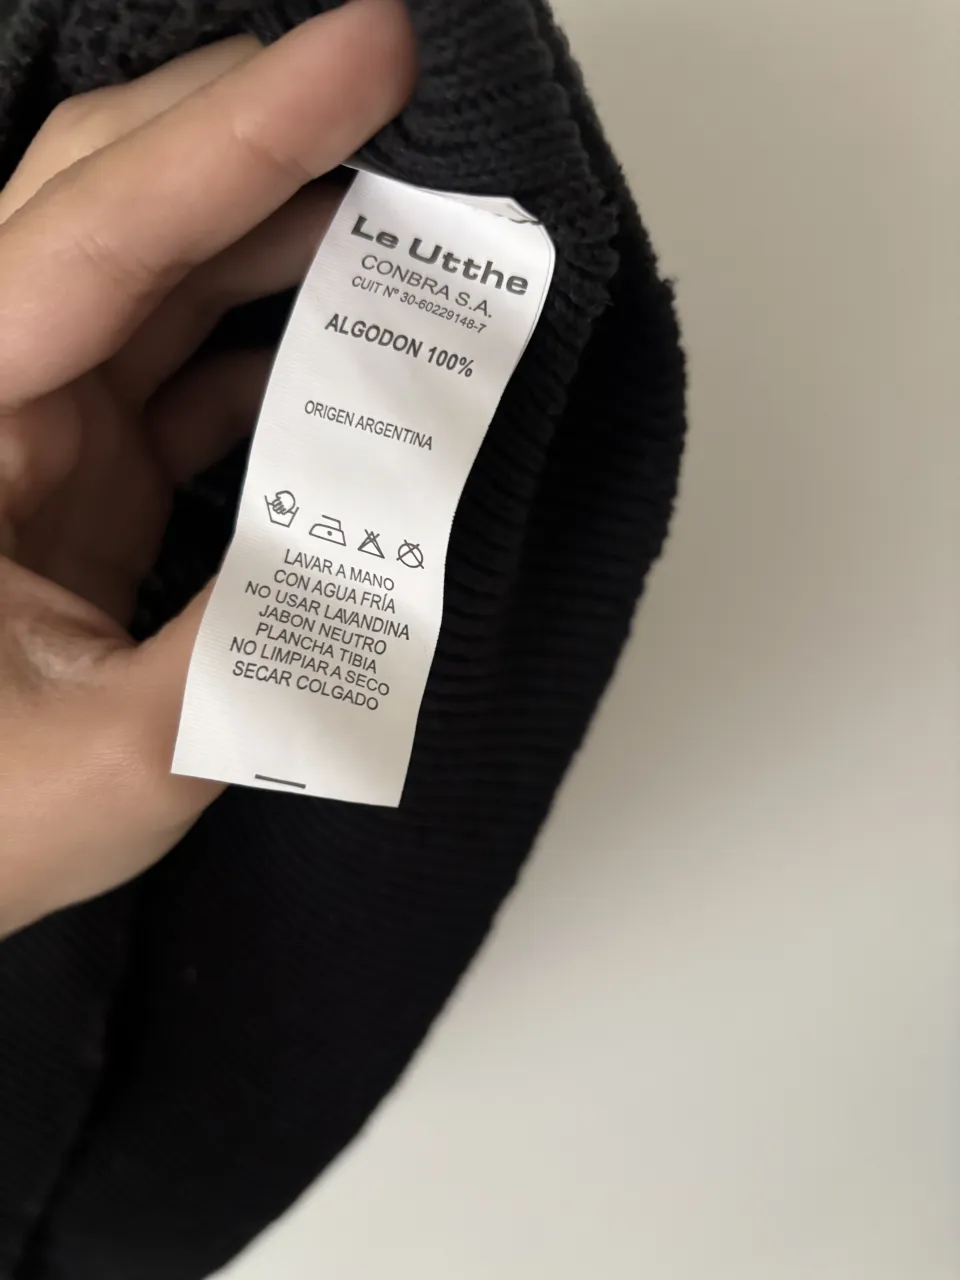 Le Utthe
CONBRA S.A.
CUIT Nº 30-60229148-7
ALGODON 100%
ORIGEN ARGENTINA
LAVAR A MANO
CON AGUA FRÍA
NO USAR LAVANDINA
JABON NEUTRO
PLANCHA TIBIA
NO LIMPIAR A SECO
SECAR COLGADO